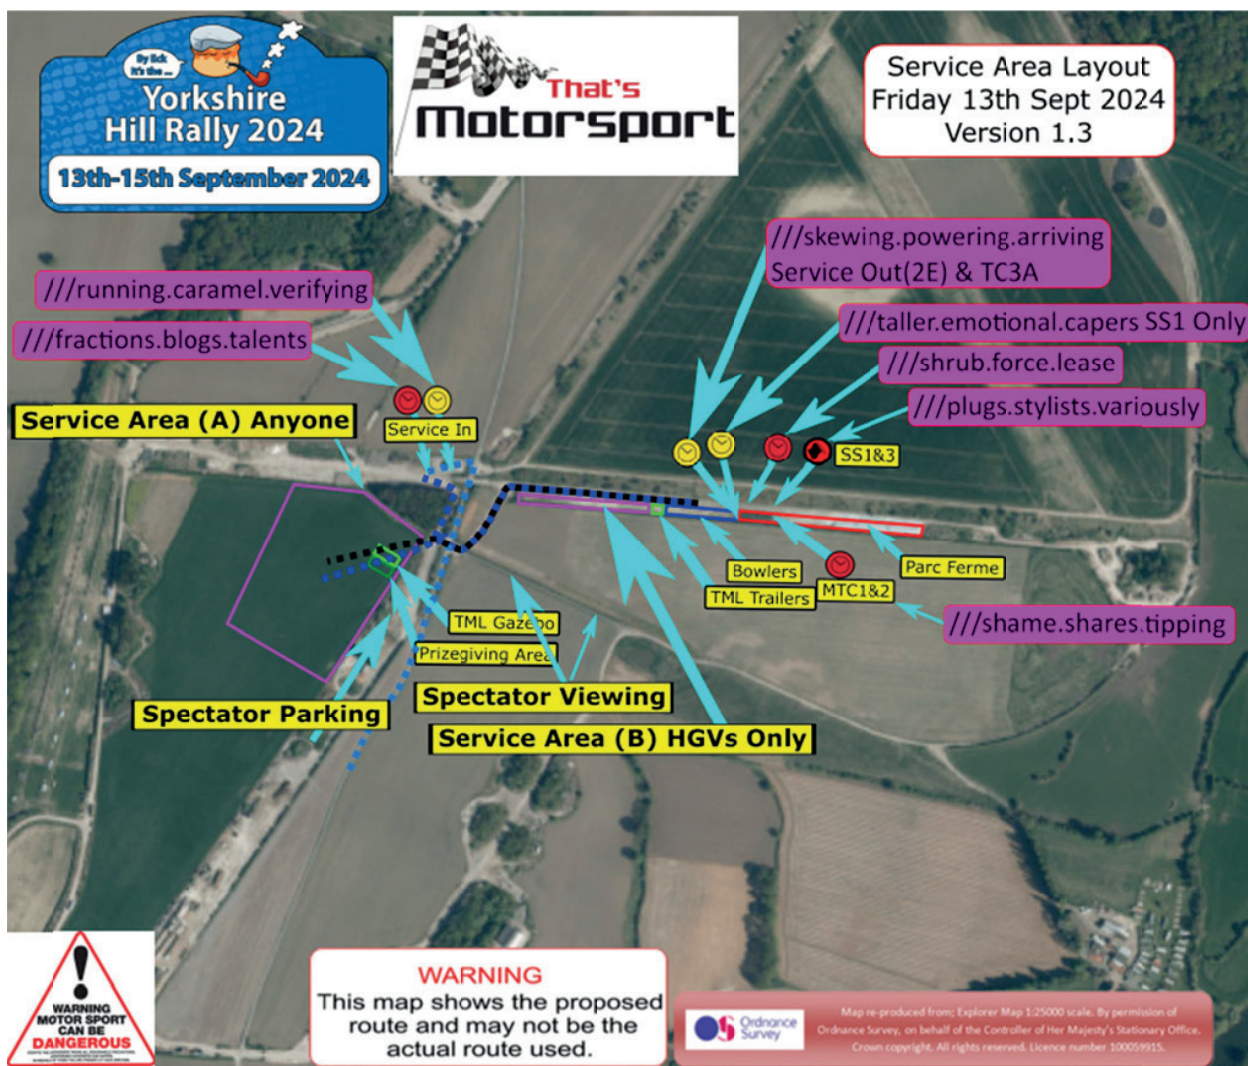 By eck
it's the ...
Yorkshire
Hill Rally 2024
13th-15th September 2024
That's
Motorsport
Service Area Layout
Friday 13th Sept 2024
Version 1.3
///skewing.powering.arriving
Service Out(2E) & TC3A
///running.caramel.verifying
///taller.emotional.capers SS1 Only
///fractions.blogs.talents
///shrub.force.lease
///plugs.stylists.variously
Service Area (A) Anyone
Service In
SS1&3
Bowlers
Parc Ferme
MTC1&2
TML Trailers
TML Gazebo
///shame.shares.tipping
Prizegiving Area
Spectator Viewing
Spectator Parking
Service Area (B) HGVs Only
WARNING
MOTOR SPORT
CAN BE
DANGEROUS
WARNING
This map shows the proposed
route and may not be the
actual route used.
Ordnance
Survey
Map re-produced from; Explorer Map 1:25000 scale. By permission of
Ordnance Survey, on behalf of the Controller of Her Majesty's Stationary Office.
Crown copyright. All rights reserved. Licence number 100059915.